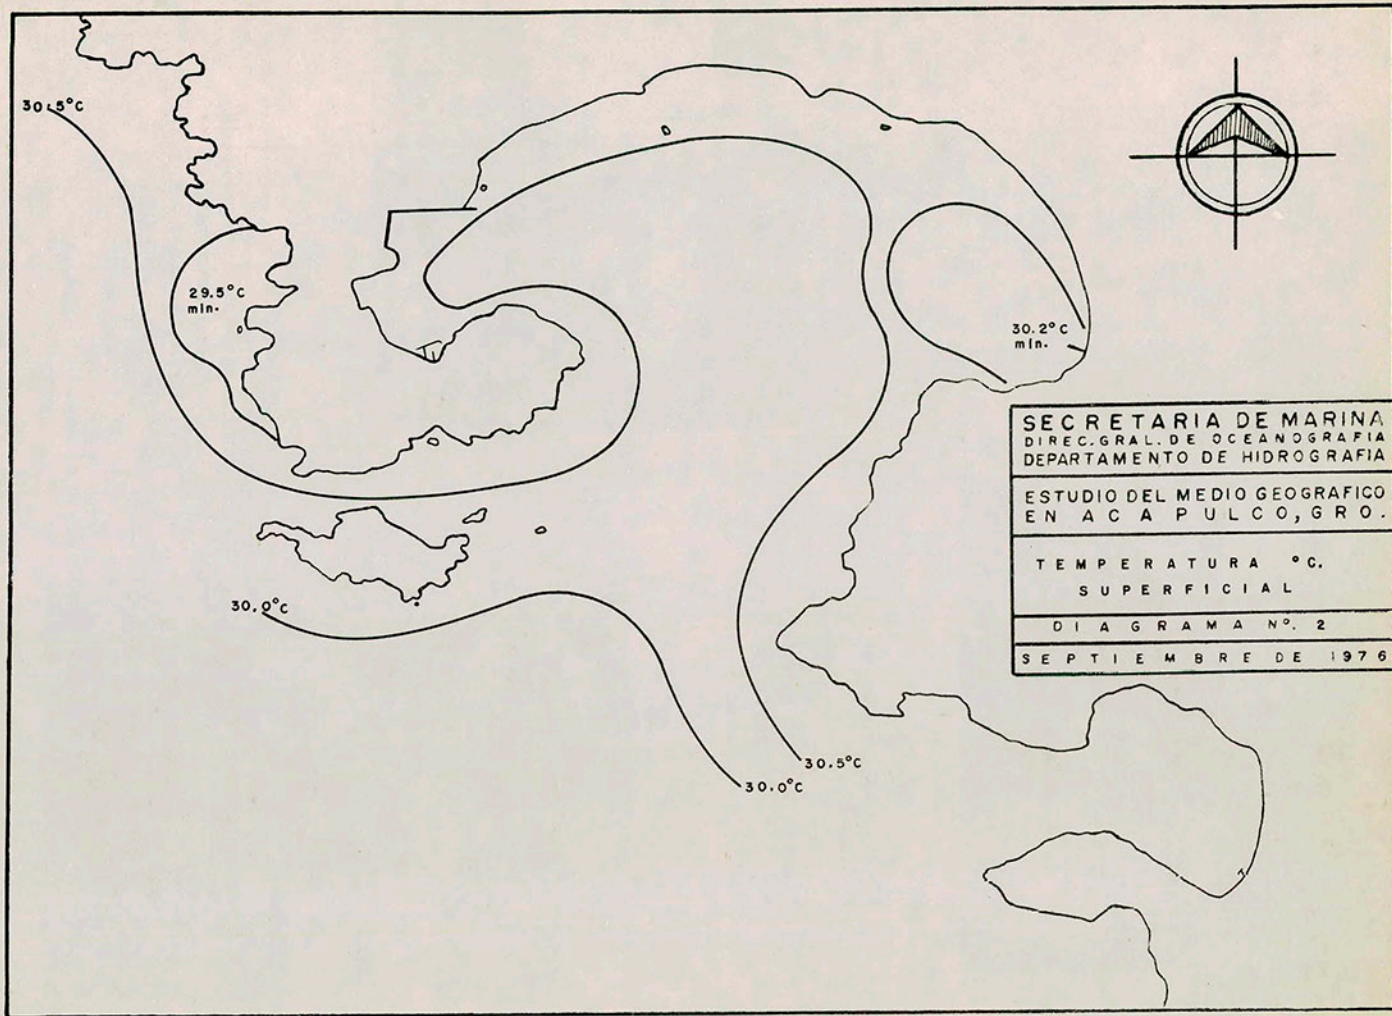 30.5°C
29.5°C
min.
30.2°C
min.
30.0°C
30.5°C
30.0°C
SECRETARIA DE MARINA
DIREC.GRAL. DE OCEANOGRAFIA
DEPARTAMENTO DE HIDROGRAFIA
ESTUDIO DEL MEDIO GEOGRAFICO
EN ACAPULCO, GRO.
TEMPERATURA °C.
SUPERFICIAL
DIAGRAMA Nº. 2
SEPTIEMBRE DE 1976